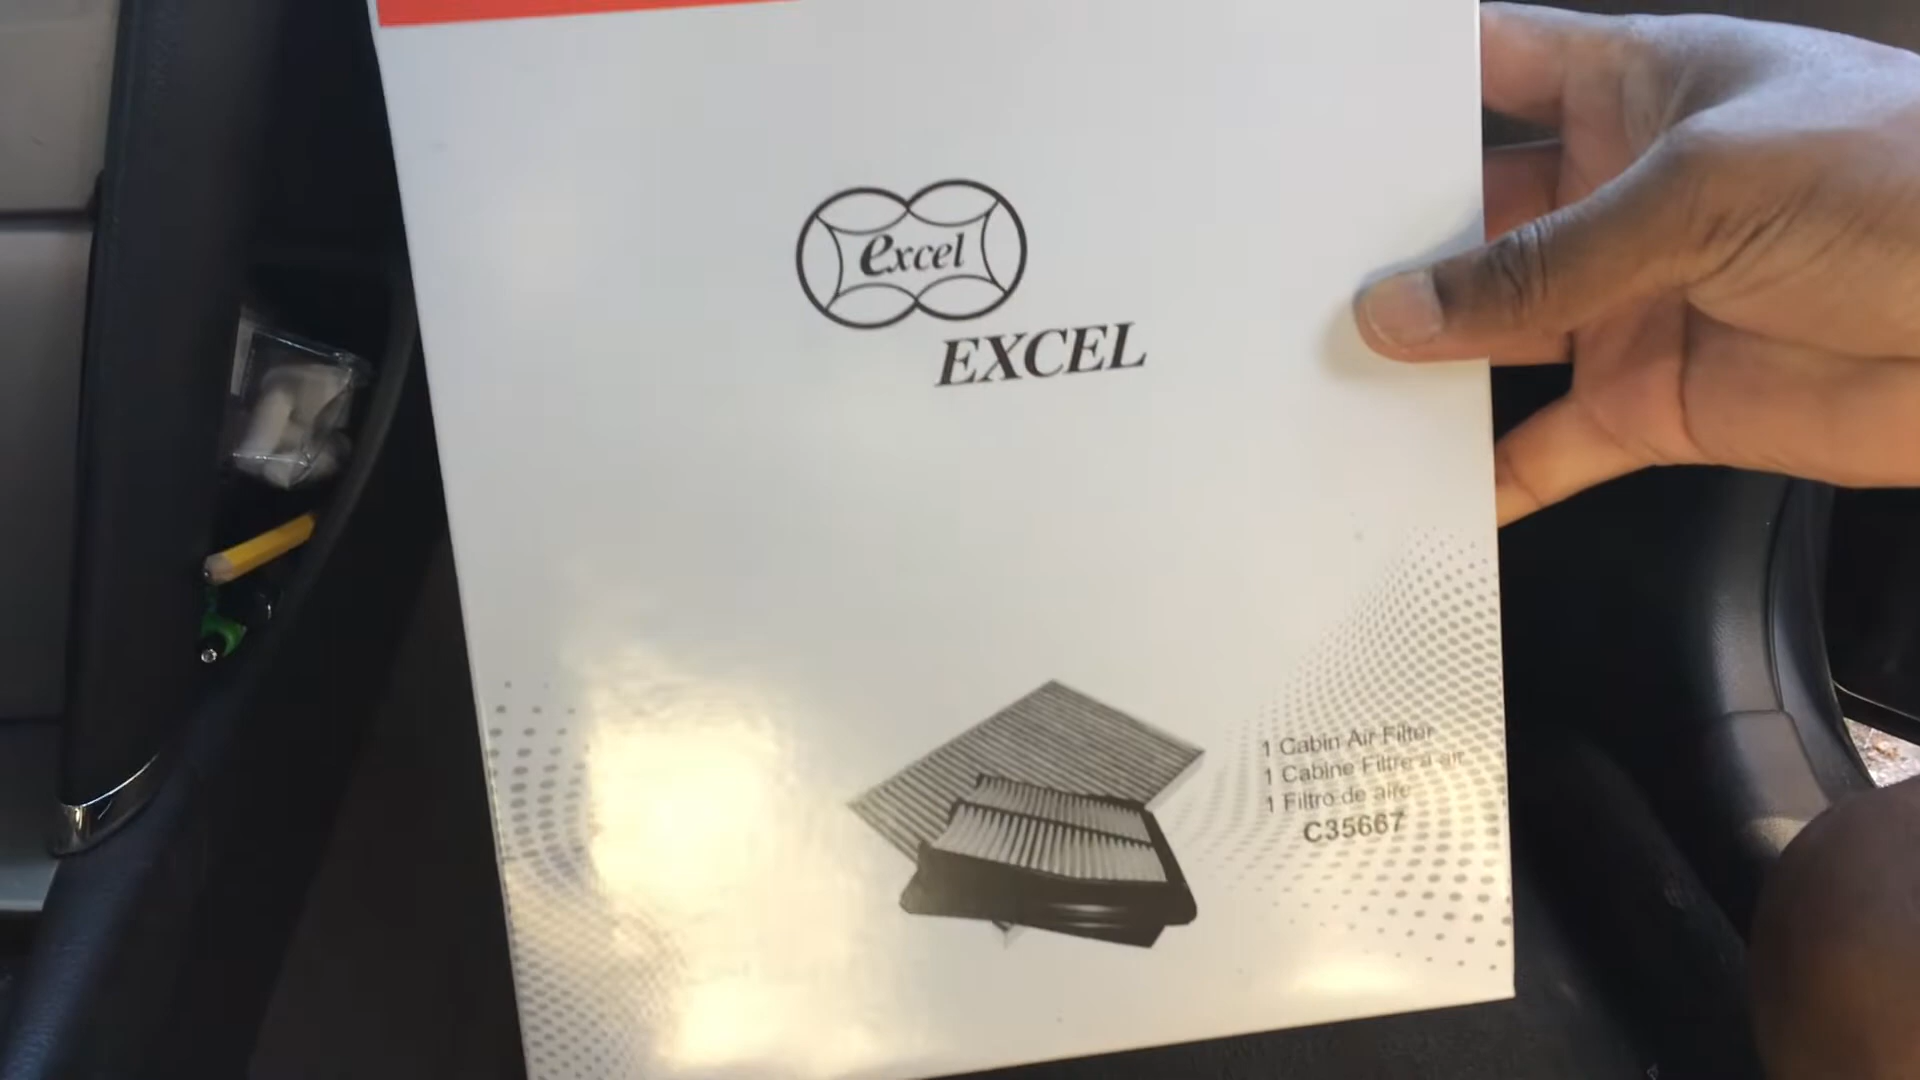 excel
EXCEL
1 Cabin Air Filter
1 Cabine Filtre à air
1 Filtro de aire
C35667